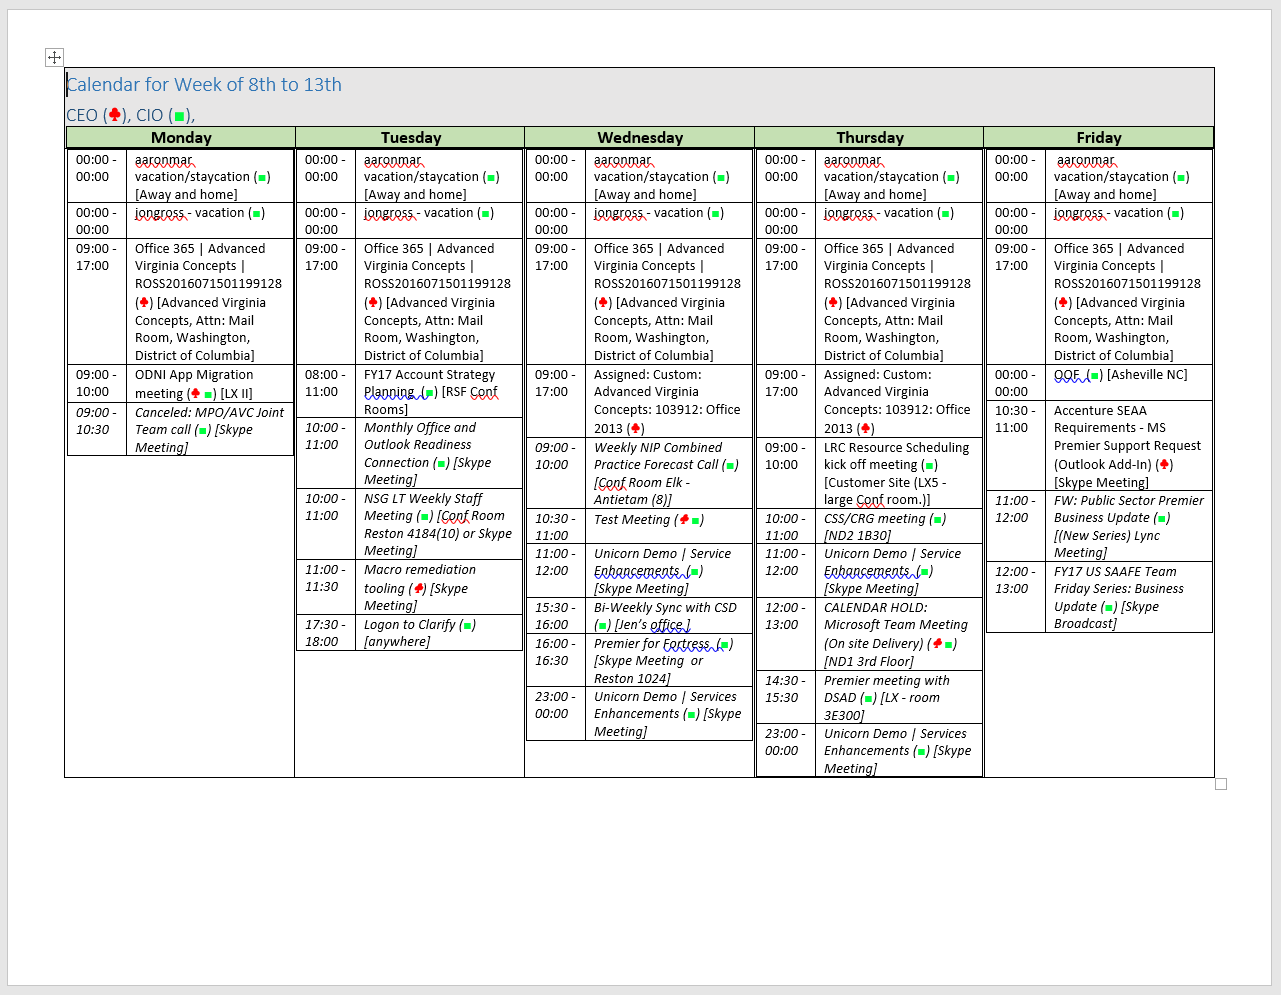 Calendar for Week of 8th to 13th
CEO (♣), CIO (■),
Monday
Tuesday
Wednesday
Thursday
Friday
00:00 -
00:00
aaronmar
vacation/staycation (■)
[Away and home]
00:00 -
00:00
jongross - vacation (■)
09:00 -
17:00
Office 365 | Advanced
Virginia Concepts |
ROSS2016071501199128
(♣) [Advanced Virginia
Concepts, Attn: Mail
Room, Washington,
District of Columbia]
09:00 -
10:00
ODNI App Migration
meeting (♣ ■) [LX II]
09:00 -
10:30
Canceled: MPO/AVC Joint
Team call (■) [Skype
Meeting]
00:00 -
00:00
aaronmar
vacation/staycation (■)
[Away and home]
00:00 -
00:00
jongross - vacation (■)
09:00 -
17:00
Office 365 | Advanced
Virginia Concepts |
ROSS2016071501199128
(♣) [Advanced Virginia
Concepts, Attn: Mail
Room, Washington,
District of Columbia]
08:00 -
11:00
FY17 Account Strategy
Planning (■) [RSF Conf
Rooms]
10:00 -
11:00
Monthly Office and
Outlook Readiness
Connection (■) [Skype
Meeting]
10:00 -
11:00
NSG LT Weekly Staff
Meeting (■) [Conf Room
Reston 4184(10) or Skype
Meeting]
11:00 -
11:30
Macro remediation
tooling (♣) [Skype
Meeting]
17:30 -
18:00
Logon to Clarify (■)
[anywhere]
00:00 -
00:00
aaronmar
vacation/staycation (■)
[Away and home]
00:00 -
00:00
jongross - vacation (■)
09:00 -
17:00
Office 365 | Advanced
Virginia Concepts |
ROSS2016071501199128
(♣) [Advanced Virginia
Concepts, Attn: Mail
Room, Washington,
District of Columbia]
09:00 -
17:00
Assigned: Custom:
Advanced Virginia
Concepts: 103912: Office
2013 (♣)
09:00 -
10:00
Weekly NIP Combined
Practice Forecast Call (■)
[Conf Room Elk -
Antietam (8)]
10:30 -
11:00
Test Meeting (♣■)
11:00 -
12:00
Unicorn Demo | Service
Enhancements (■)
[Skype Meeting]
15:30 -
16:00
Bi-Weekly Sync with CSD
(■) [Jen's office ]
16:00 -
16:30
Premier for Fortress (■)
[Skype Meeting or
Reston 1024]
23:00 -
00:00
Unicorn Demo | Services
Enhancements (■) [Skype
Meeting]
00:00 -
00:00
aaronmar
vacation/staycation (■)
[Away and home]
00:00 -
00:00
jongross - vacation (■)
09:00 -
17:00
Office 365 | Advanced
Virginia Concepts |
ROSS2016071501199128
(♣) [Advanced Virginia
Concepts, Attn: Mail
Room, Washington,
District of Columbia]
09:00 -
17:00
Assigned: Custom:
Advanced Virginia
Concepts: 103912: Office
2013 (♣)
09:00 -
10:00
LRC Resource Scheduling
kick off meeting (■)
[Customer Site (LX5 -
large Conf room.)]
10:00 -
11:00
CSS/CRG meeting (■)
[ND2 1B30]
11:00 -
12:00
Unicorn Demo | Service
Enhancements (■)
[Skype Meeting]
12:00 -
13:00
CALENDAR HOLD:
Microsoft Team Meeting
(On site Delivery) (♣■)
[ND1 3rd Floor]
14:30 -
15:30
Premier meeting with
DSAD (■) [LX - room
3E300]
23:00 -
00:00
Unicorn Demo | Services
Enhancements (■) [Skype
Meeting]
00:00 -
00:00
aaronmar
vacation/staycation (■)
[Away and home]
00:00 -
00:00
jongross - vacation (■)
09:00 -
17:00
Office 365 | Advanced
Virginia Concepts |
ROSS2016071501199128
(♣) [Advanced Virginia
Concepts, Attn: Mail
Room, Washington,
District of Columbia]
00:00 -
00:00
OOF (■) [Asheville NC]
10:30 -
11:00
Accenture SEAA
Requirements - MS
Premier Support Request
(Outlook Add-In) (♣)
[Skype Meeting]
11:00 -
12:00
FW: Public Sector Premier
Business Update (■)
[(New Series) Lync
Meeting]
12:00 -
13:00
FY17 US SAAFE Team
Friday Series: Business
Update (■) [Skype
Broadcast]